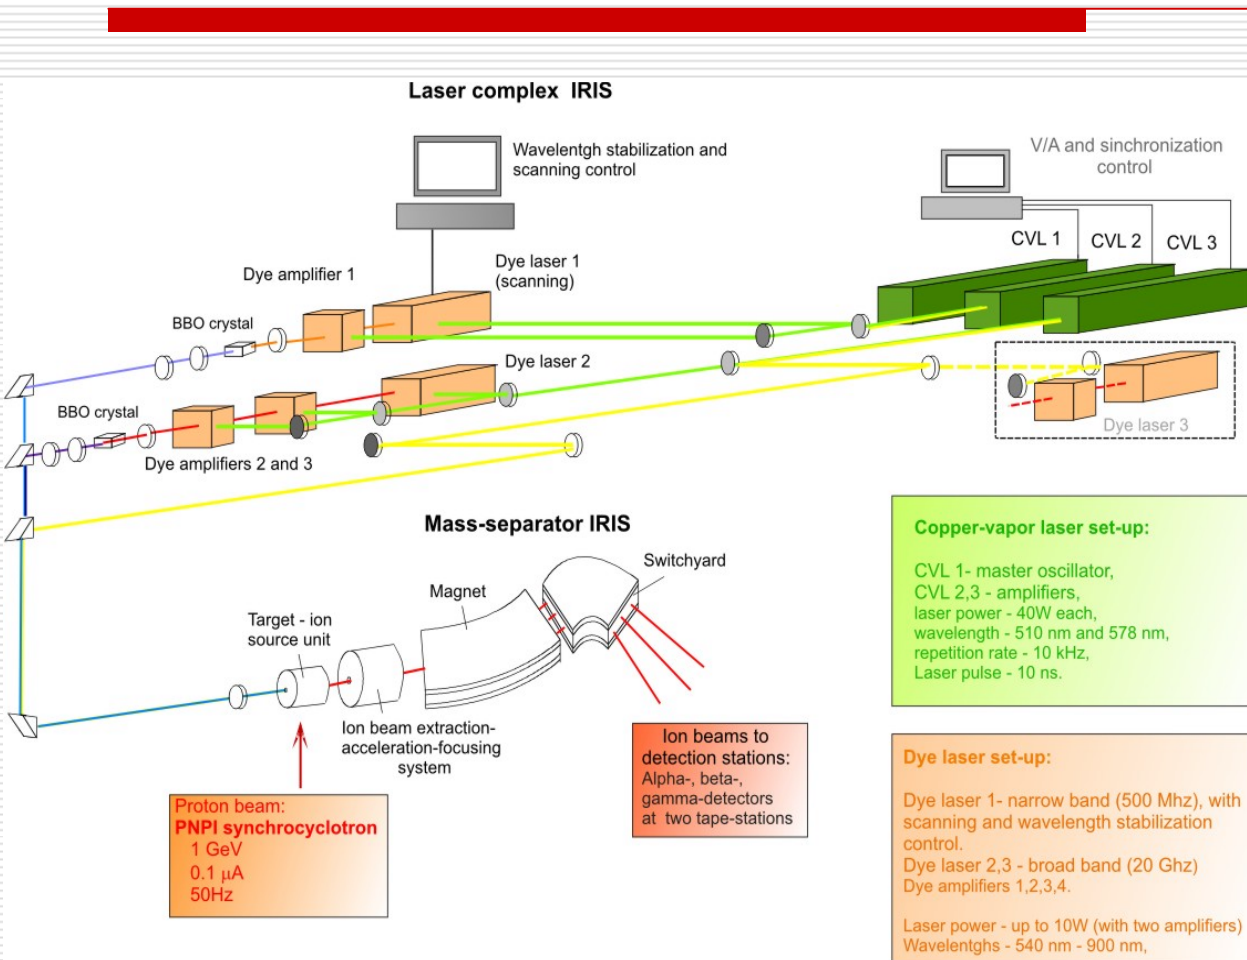 Laser complex  IRIS
Wavelentgh stabilization and
scanning control
V/A and sinchronization
control
CVL 1
CVL 2
CVL 3
Dye laser 1
(scanning)
Dye amplifier 1
BBO crystal
Dye laser 2
BBO crystal
Dye amplifiers 2 and 3
Dye laser 3
Mass-separator IRIS
Switchyard
Magnet
Target - ion
source unit
Ion beam extraction-
acceleration-focusing
system
Proton beam:
PNPI synchrocyclotron
1 GeV
0.1 μA
50Hz
Ion beams to
detection stations:
Alpha-, beta-,
gamma-detectors
at  two tape-stations
Copper-vapor laser set-up:
CVL 1- master oscillator,
CVL 2,3 - amplifiers,
laser power - 40W each,
wavelength - 510 nm and 578 nm,
repetition rate - 10 kHz,
Laser pulse - 10 ns.
Dye laser set-up:
Dye laser 1- narrow band (500 Mhz), with
scanning and wavelength stabilization
control.
Dye laser 2,3 - broad band (20 Ghz)
Dye amplifiers 1,2,3,4.
Laser power - up to 10W (with two amplifiers)
Wavelentghs - 540 nm - 900 nm,